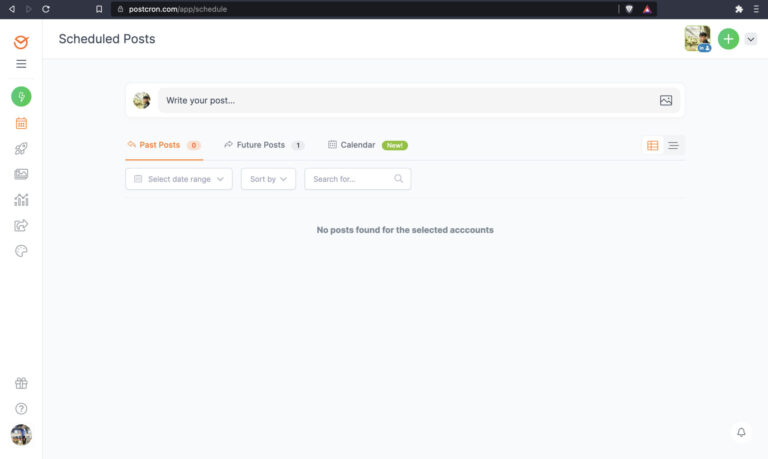 postcron.com/app/schedule
Scheduled Posts
in
Write your post...
Past Posts 0 Future Posts 1 Calendar New!
Select date range Sort by Search for...
No posts found for the selected acccounts